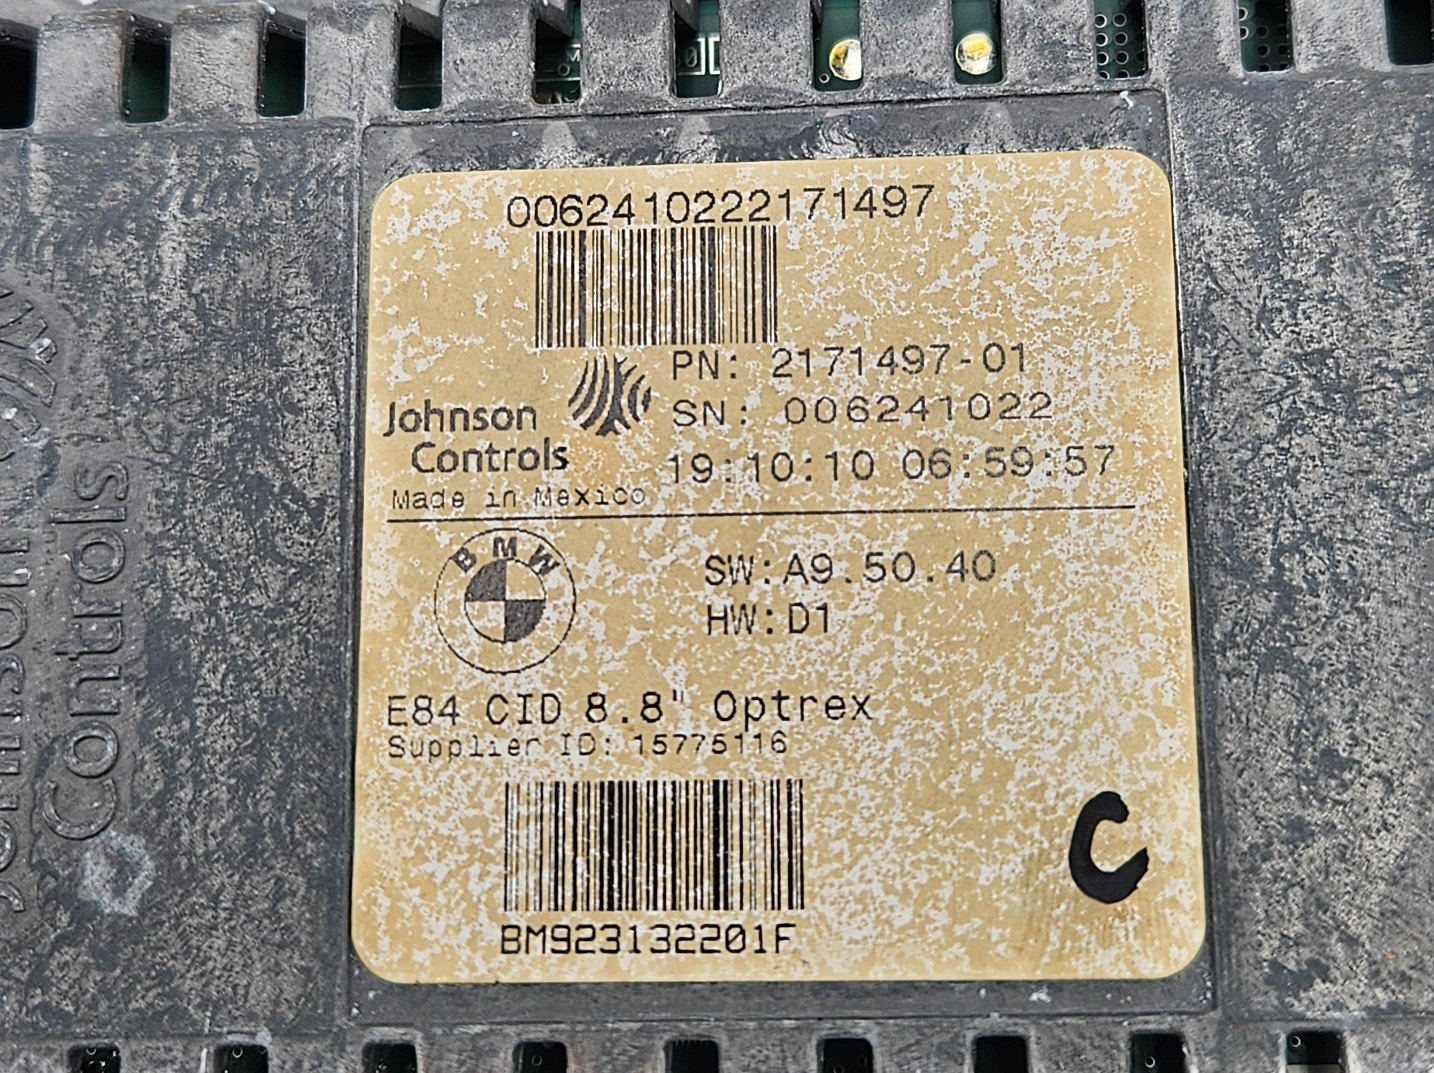 0062410222171497
PN: 2171497-01
SN: 006241022
Johnson
Controls
19:10:10 06:59:57
Made in Mexico
BMW
SW:A9.50.40
HW:D1
E84 CID 8.8" Optrex
Supplier ID: 15775116
BM923132201F
C
Johnson
Controls